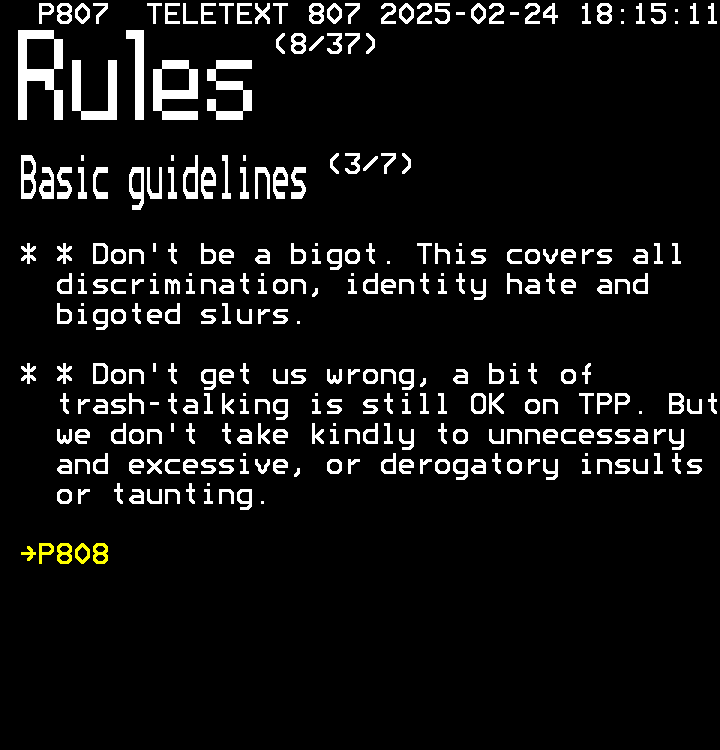 P807 TELETEXT 807 2025-02-24 18:15:11
Rules (8/37)
Basic guidelines (3/7)
* * Don't be a bigot. This covers all
discrimination, identity hate and
bigoted slurs.
* * Don't get us wrong, a bit of
trash-talking is still OK on TPP. But
we don't take kindly to unnecessary
and excessive, or derogatory insults
or taunting.
→P808